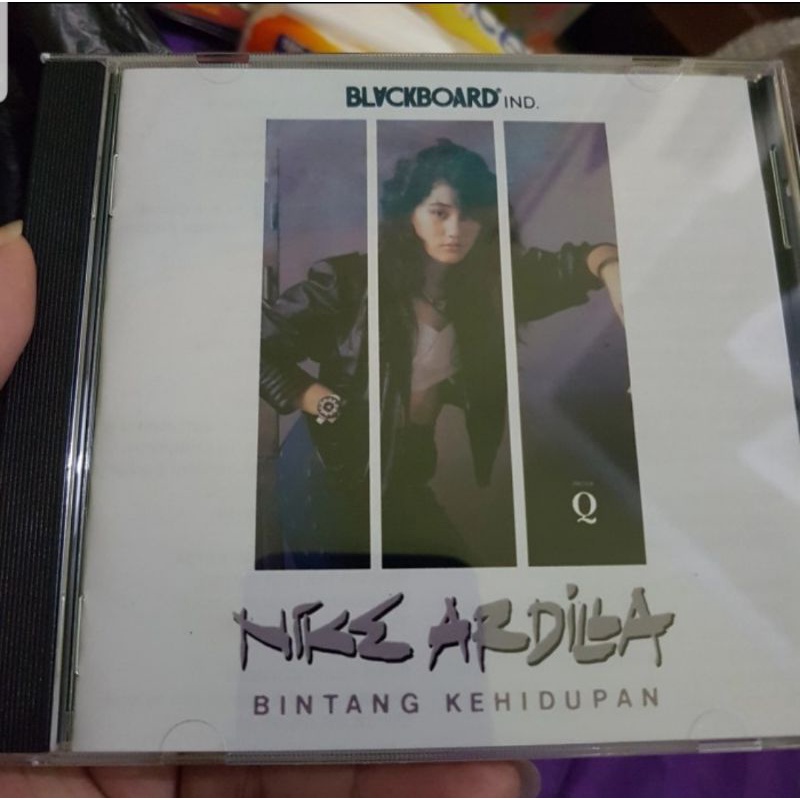 BLACKBOARD® IND.
Q
NIKE ARDILLA
BINTANG KEHIDUPAN